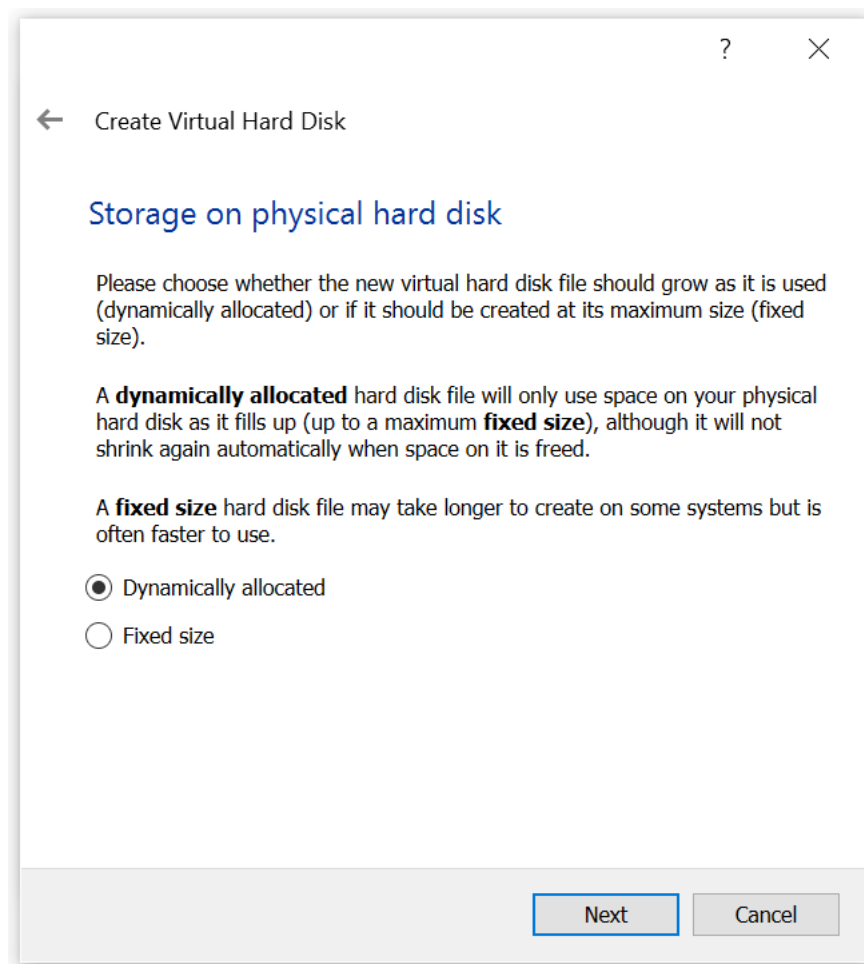 ?
Create Virtual Hard Disk
Storage on physical hard disk
Please choose whether the new virtual hard disk file should grow as it is used
(dynamically allocated) or if it should be created at its maximum size (fixed
size).
A dynamically allocated hard disk file will only use space on your physical
hard disk as it fills up (up to a maximum fixed size), although it will not
shrink again automatically when space on it is freed.
A fixed size hard disk file may take longer to create on some systems but is
often faster to use.
Dynamically allocated
Fixed size
Next Cancel